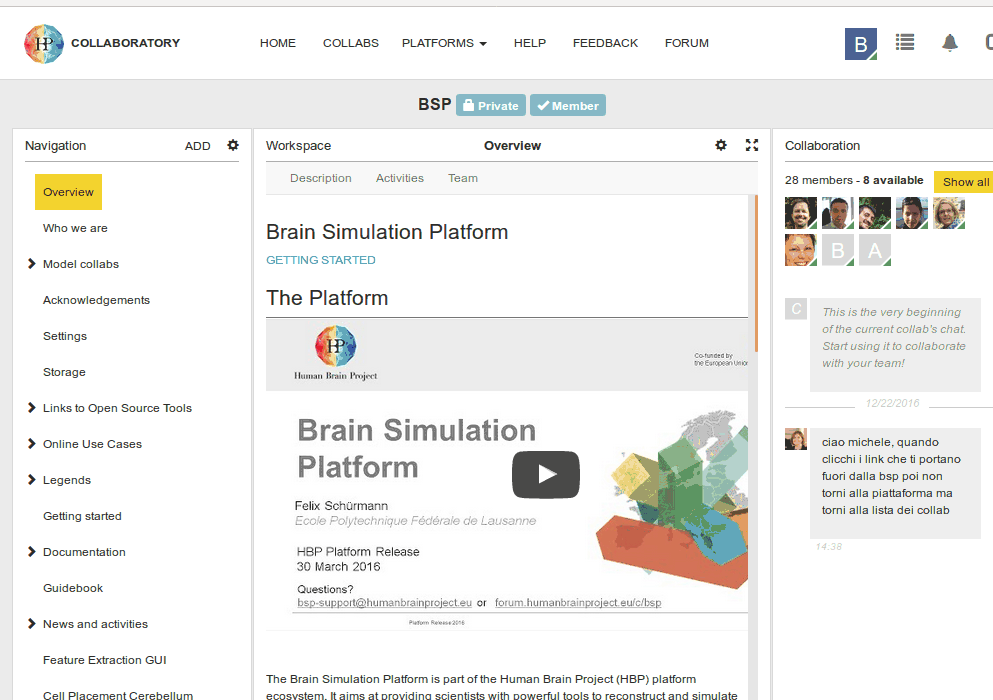 HP COLLABORATORY
HOME COLLABS PLATFORMS HELP FEEDBACK FORUM
B
BSP Private Member
Navigation ADD
Overview
Who we are
Model collabs
Acknowledgements
Settings
Storage
Links to Open Source Tools
Online Use Cases
Legends
Getting started
Documentation
Guidebook
News and activities
Feature Extraction GUI
Cell Placement Cerebellum
Workspace Overview
Description Activities Team
Brain Simulation Platform
GETTING STARTED
The Platform
HP
Human Brain Project
Co-funded by
the European Union
Brain Simulation
Platform
Felix Schürmann
Ecole Polytechnique Fédérale de Lausanne
HBP Platform Release
30 March 2016
Questions?
bsp-support@humanbrainproject.eu or forum.humanbrainproject.eu/c/bsp
Platform Release 2016
The Brain Simulation Platform is part of the Human Brain Project (HBP) platform
ecosystem. It aims at providing scientists with powerful tools to reconstruct and simulate
Collaboration
28 members - 8 available Show all
B A
C
This is the very beginning
of the current collab's chat.
Start using it to collaborate
with your team!
12/22/2016
ciao michele, quando
clicchi i link che ti portano
fuori dalla bsp poi non
torni alla piattaforma ma
torni alla lista dei collab
14:38